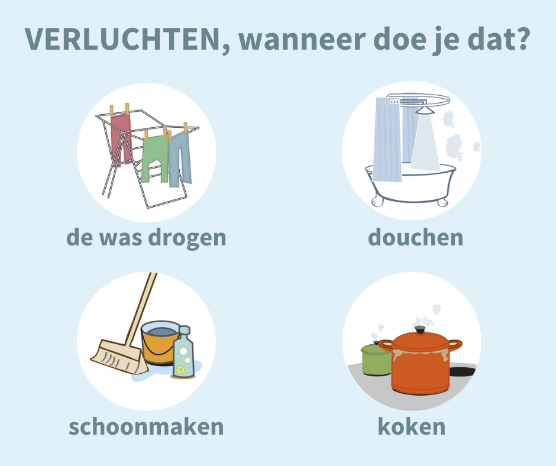 VERLUCHTEN, wanneer doe je dat?
de was drogen
douchen
schoonmaken
koken